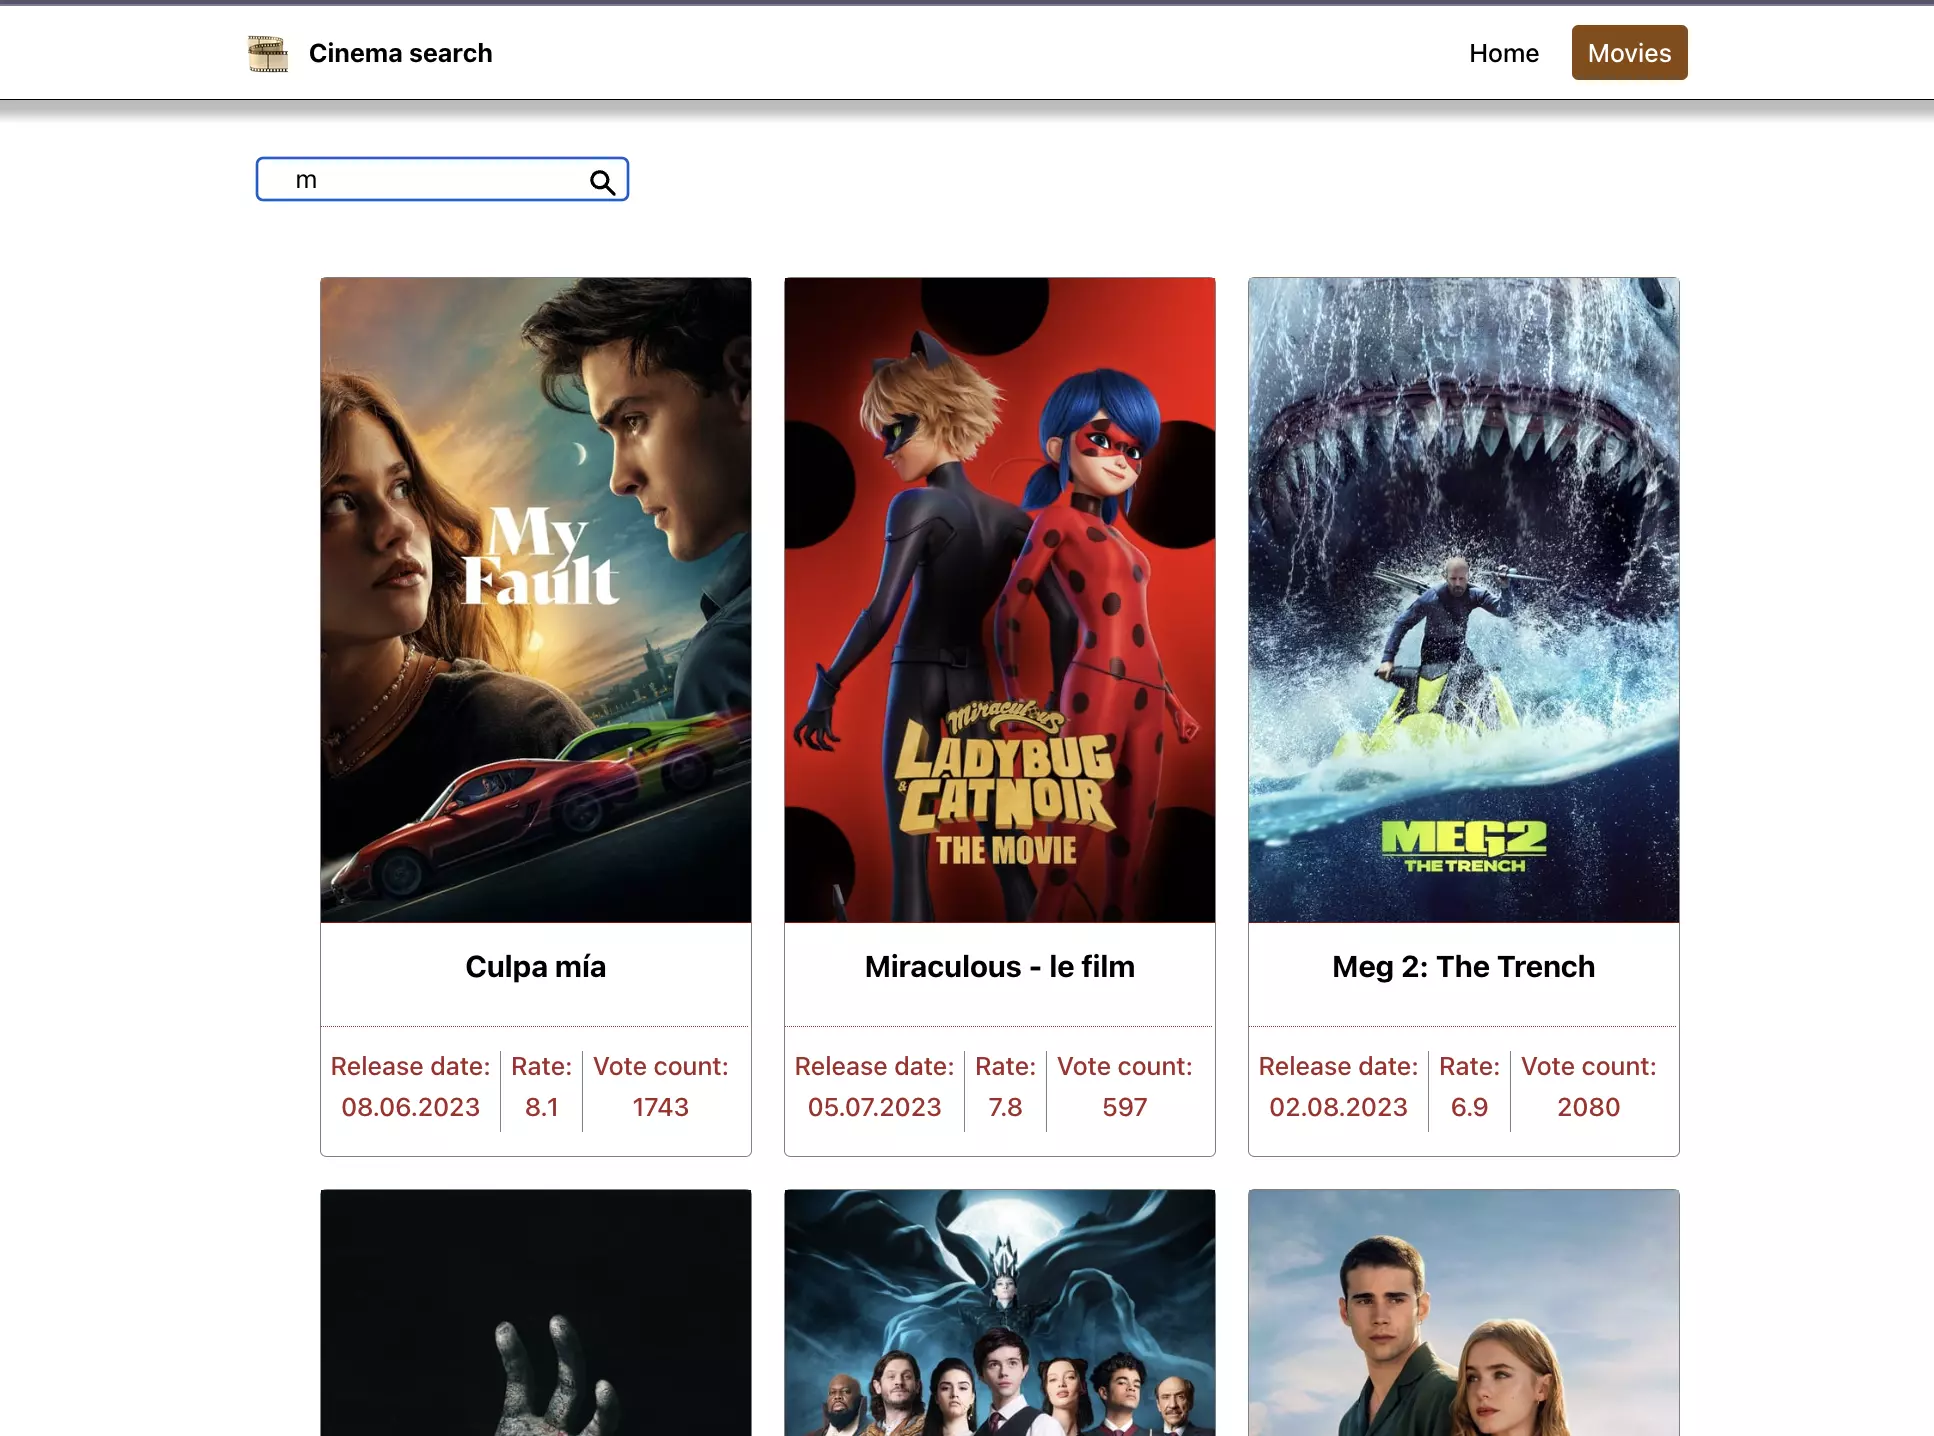 Cinema search
Home
Movies
m
My
Fault
Miraculous
LADYBUG
& CATNOIR
THE MOVIE
MEG2
THE TRENCH
Culpa mía
Miraculous - le film
Meg 2: The Trench
Release date: Rate: Vote count:
08.06.2023 8.1 1743
Release date: Rate: Vote count:
05.07.2023 7.8 597
Release date: Rate: Vote count:
02.08.2023 6.9 2080